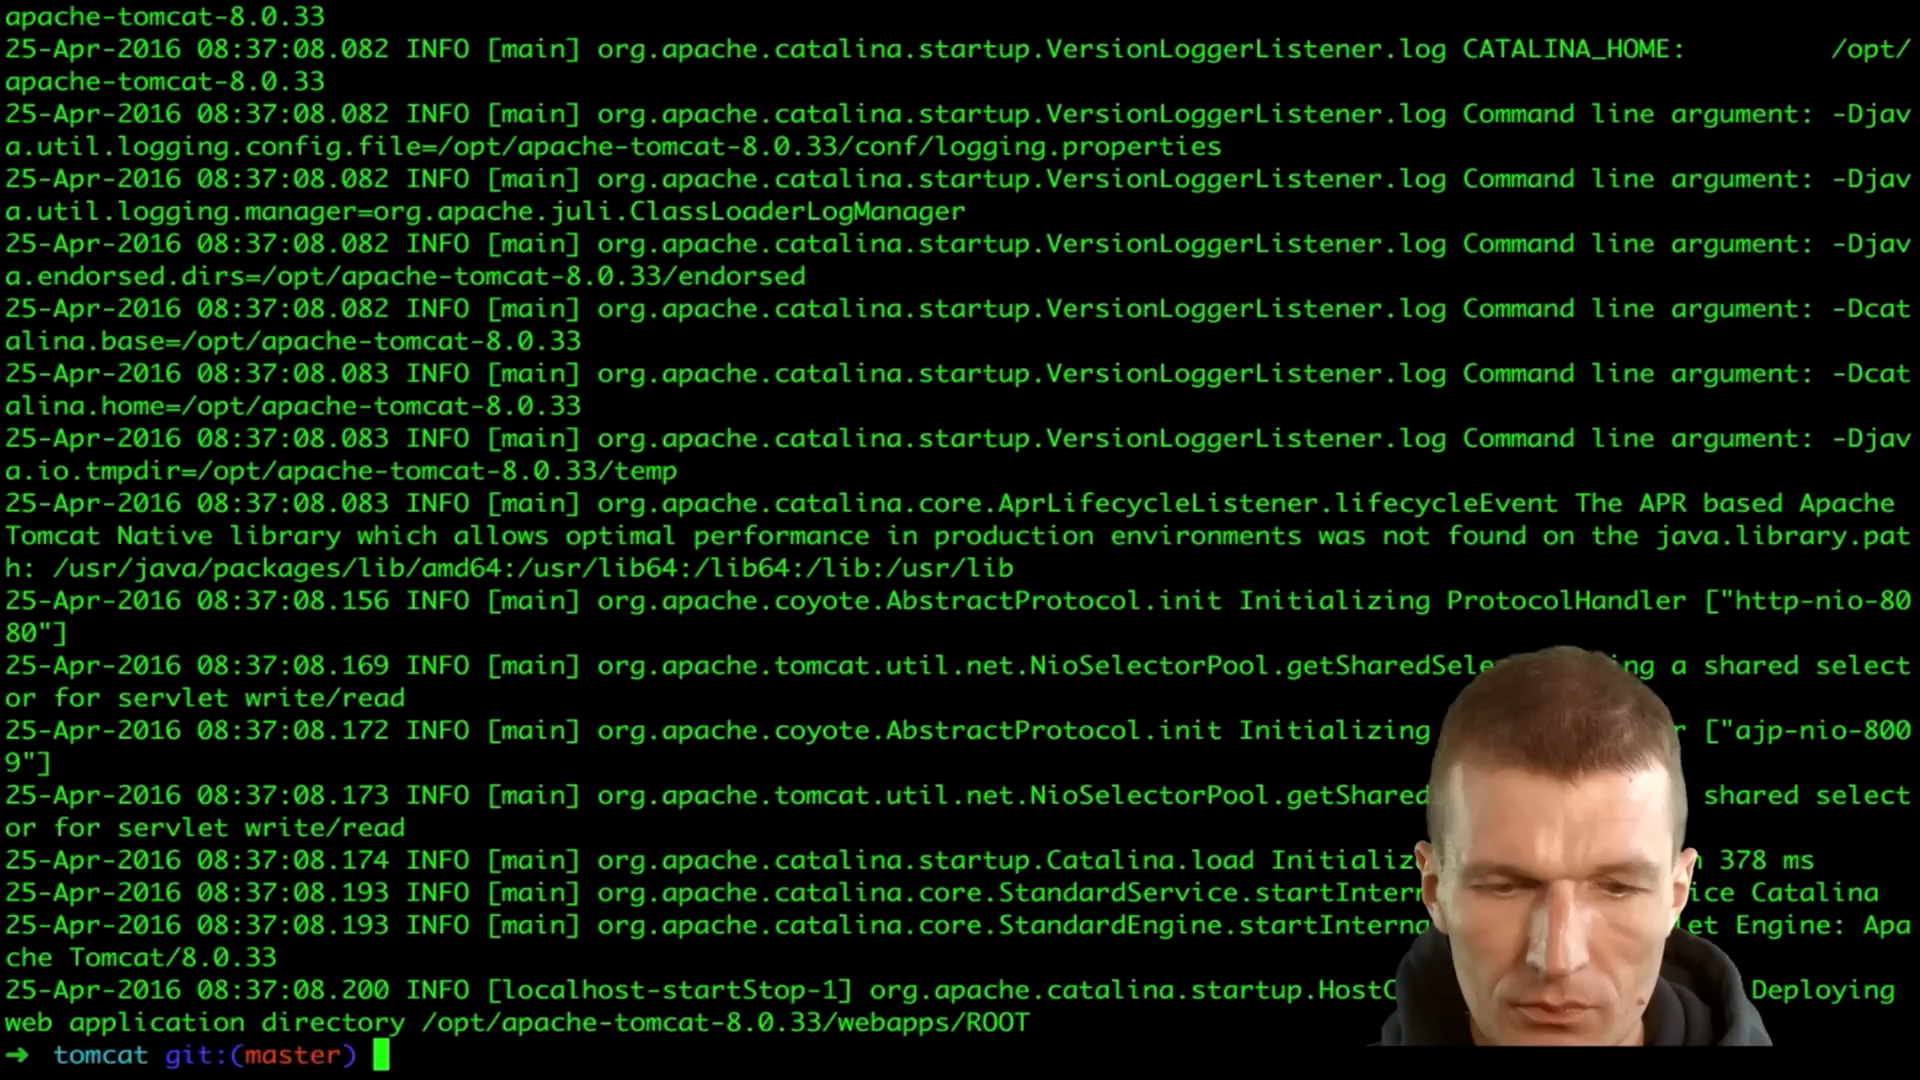 apache-tomcat-8.0.33
25-Apr-2016 08:37:08.082 INFO [main] org.apache.catalina.startup.VersionLoggerListener.log CATALINA_HOME:         /opt/
apache-tomcat-8.0.33
25-Apr-2016 08:37:08.082 INFO [main] org.apache.catalina.startup.VersionLoggerListener.log Command line argument: -Djav
a.util.logging.config.file=/opt/apache-tomcat-8.0.33/conf/logging.properties
25-Apr-2016 08:37:08.082 INFO [main] org.apache.catalina.startup.VersionLoggerListener.log Command line argument: -Djav
a.util.logging.manager=org.apache.juli.ClassLoaderLogManager
25-Apr-2016 08:37:08.082 INFO [main] org.apache.catalina.startup.VersionLoggerListener.log Command line argument: -Djav
a.endorsed.dirs=/opt/apache-tomcat-8.0.33/endorsed
25-Apr-2016 08:37:08.082 INFO [main] org.apache.catalina.startup.VersionLoggerListener.log Command line argument: -Dcat
alina.base=/opt/apache-tomcat-8.0.33
25-Apr-2016 08:37:08.083 INFO [main] org.apache.catalina.startup.VersionLoggerListener.log Command line argument: -Dcat
alina.home=/opt/apache-tomcat-8.0.33
25-Apr-2016 08:37:08.083 INFO [main] org.apache.catalina.startup.VersionLoggerListener.log Command line argument: -Djav
a.io.tmpdir=/opt/apache-tomcat-8.0.33/temp
25-Apr-2016 08:37:08.083 INFO [main] org.apache.catalina.core.AprLifecycleListener.lifecycleEvent The APR based Apache
Tomcat Native library which allows optimal performance in production environments was not found on the java.library.pat
h: /usr/java/packages/lib/amd64:/usr/lib64:/lib64:/lib:/usr/lib
25-Apr-2016 08:37:08.156 INFO [main] org.apache.coyote.AbstractProtocol.init Initializing ProtocolHandler ["http-nio-80
80"]
25-Apr-2016 08:37:08.169 INFO [main] org.apache.tomcat.util.net.NioSelectorPool.getSharedSele ng a shared select
or for servlet write/read
25-Apr-2016 08:37:08.172 INFO [main] org.apache.coyote.AbstractProtocol.init Initializing r ["ajp-nio-800
9"]
25-Apr-2016 08:37:08.173 INFO [main] org.apache.tomcat.util.net.NioSelectorPool.getShared shared select
or for servlet write/read
25-Apr-2016 08:37:08.174 INFO [main] org.apache.catalina.startup.Catalina.load Initializ 378 ms
25-Apr-2016 08:37:08.193 INFO [main] org.apache.catalina.core.StandardService.startIntern ice Catalina
25-Apr-2016 08:37:08.193 INFO [main] org.apache.catalina.core.StandardEngine.startInterna let Engine: Apa
che Tomcat/8.0.33
25-Apr-2016 08:37:08.200 INFO [localhost-startStop-1] org.apache.catalina.startup.HostC Deploying
web application directory /opt/apache-tomcat-8.0.33/webapps/ROOT
➜ tomcat git:(master)